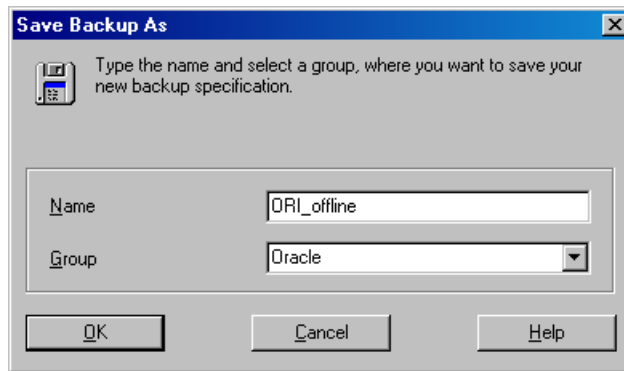 Save Backup As
Type the name and select a group, where you want to save your
new backup specification.
Name
ORI_offline
Group
Oracle
OK
Cancel
Help